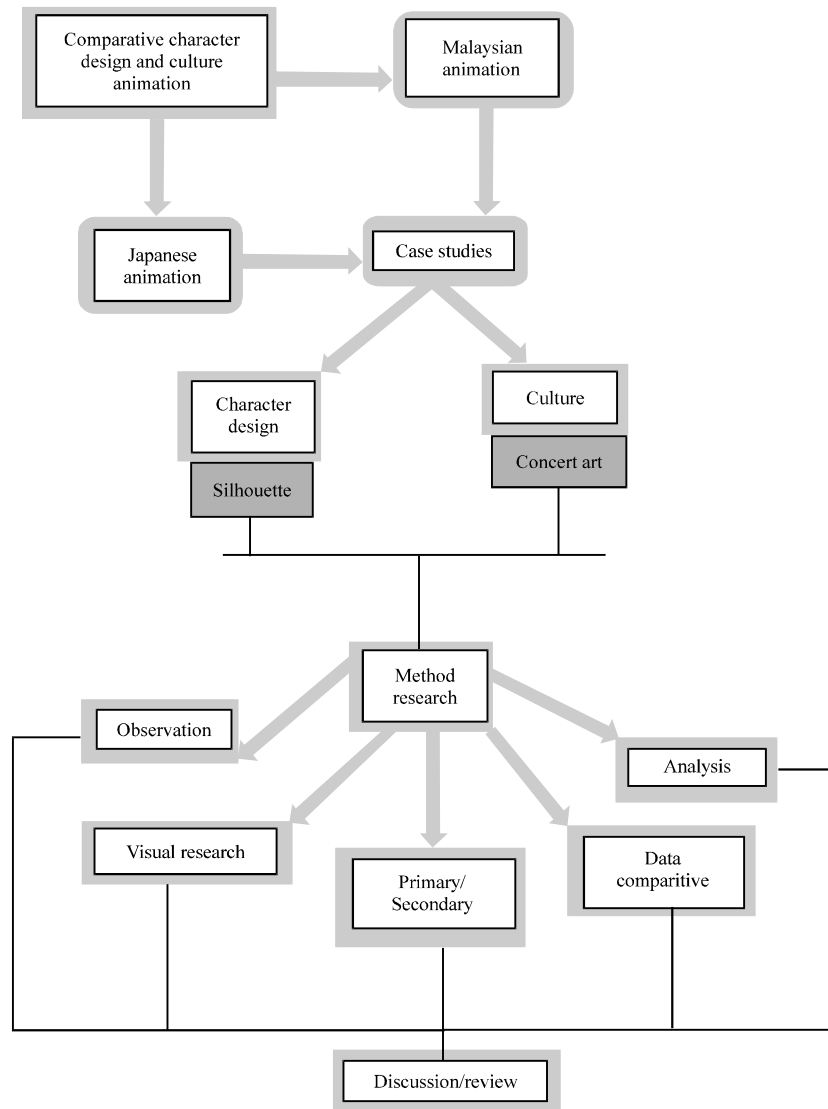 Comparative character
design and culture
animation
Malaysian
animation
Japanese
animation
Case studies
Character
design
Culture
Silhouette
Concert art
Method
research
Observation
Analysis
Visual research
Primary/
Secondary
Data
comparitive
Discussion/review